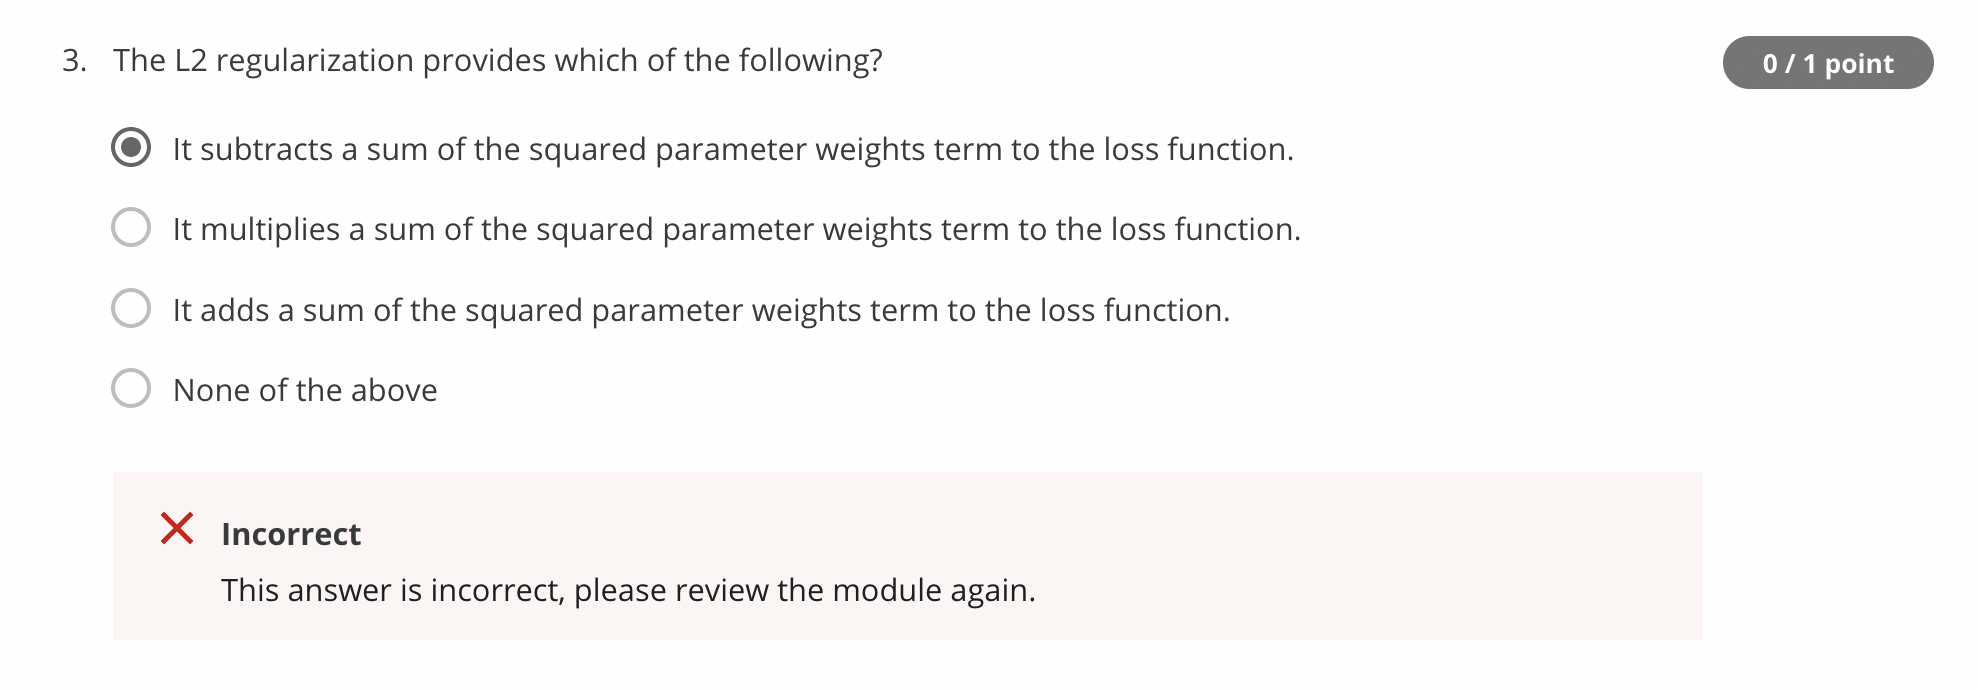 3. The L2 regularization provides which of the following?
0 / 1 point
It subtracts a sum of the squared parameter weights term to the loss function.
It multiplies a sum of the squared parameter weights term to the loss function.
It adds a sum of the squared parameter weights term to the loss function.
None of the above
Incorrect
This answer is incorrect, please review the module again.